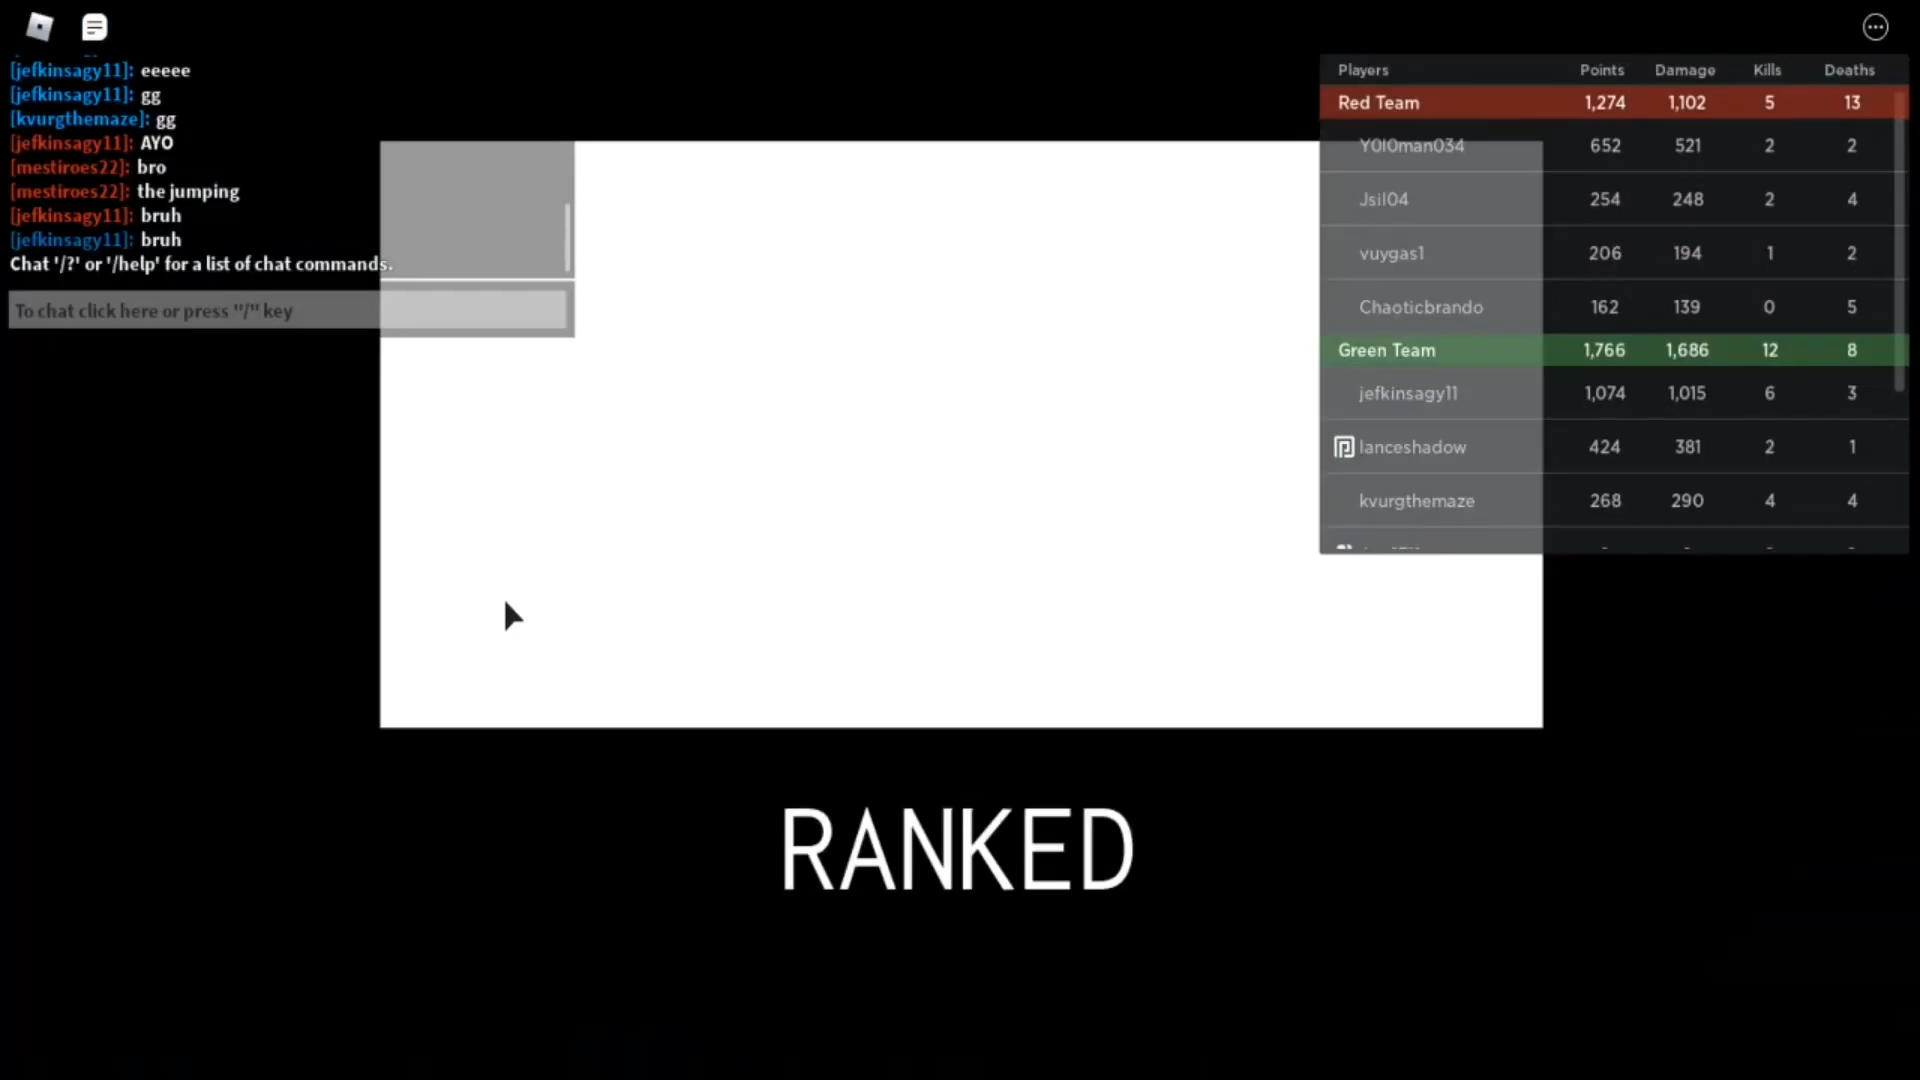 [jefkinsagy11]: eeeee
[jefkinsagy11]: gg
[kvurgthemaze]: gg
[jefkinsagy11]: AYO
[mestiroes22]: bro
[mestiroes22]: the jumping
[jefkinsagy11]: bruh
[jefkinsagy11]: bruh
Chat '/?' or '/help' for a list of chat commands.
To chat click here or press "/" key
Players Points Damage Kills Deaths
Red Team 1,274 1,102 5 13
Y0l0man034 652 521 2 2
Jsil04 254 248 2 4
vuygas1 206 194 1 2
Chaoticbrando 162 139 0 5
Green Team 1,766 1,686 12 8
jefkinsagy11 1,074 1,015 6 3
lanceshadow 424 381 2 1
kvurgthemaze 268 290 4 4
RANKED